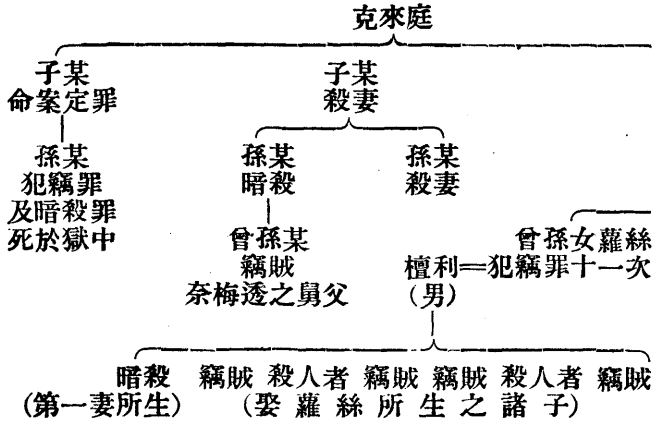 克來庭
子某 子某
命案定罪 殺妻
孫某 孫某 孫某
犯竊罪 暗殺 殺妻
及暗殺罪
死於獄中 曾孫某 曾孫女蘿絲
竊賊 檀利=犯竊罪十一次
奈梅透之舅父 (男)
暗殺 竊賊 殺人者 竊賊 竊賊 殺人者 竊賊
(第一妻所生) (娶蘿絲所生之諸子)